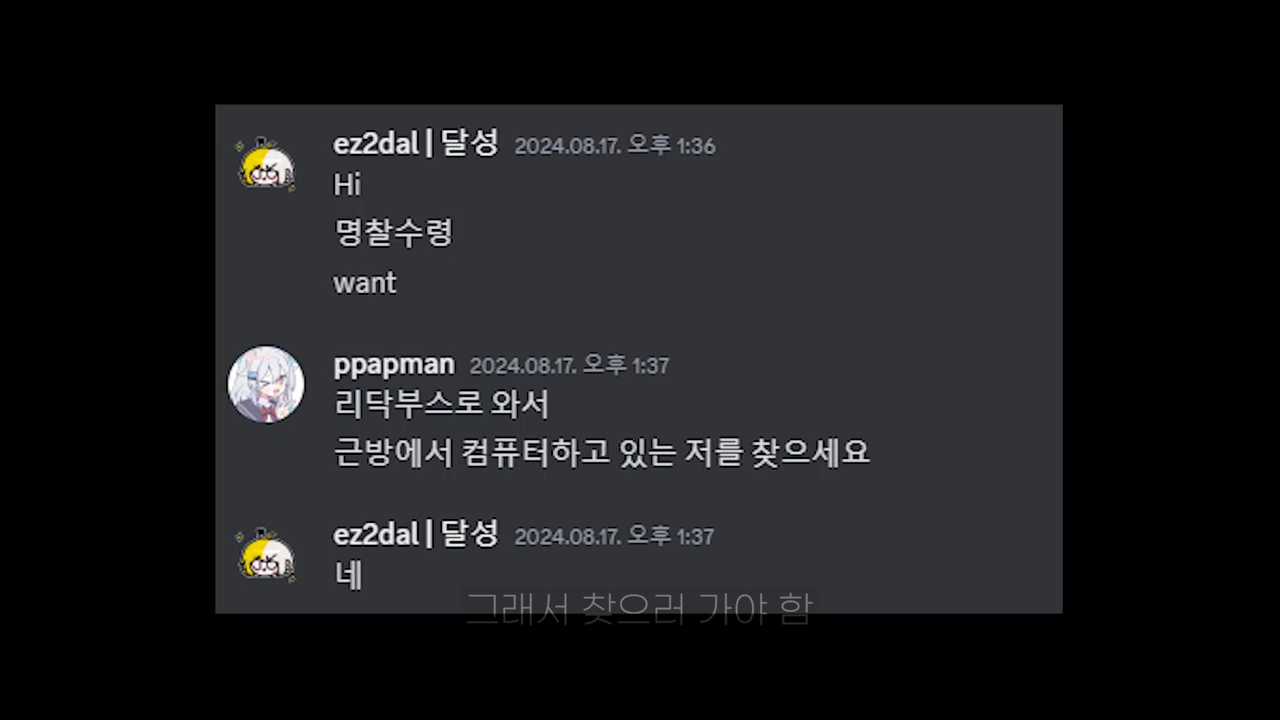 ez2dal | 달성 2024.08.17. 오후 1:36
Hi
명찰수령
want
ppapman 2024.08.17. 오후 1:37
리닥부스로 와서
근방에서 컴퓨터하고 있는 저를 찾으세요
ez2dal | 달성 2024.08.17. 오후 1:37
네
그래서 찾으러 가야 함